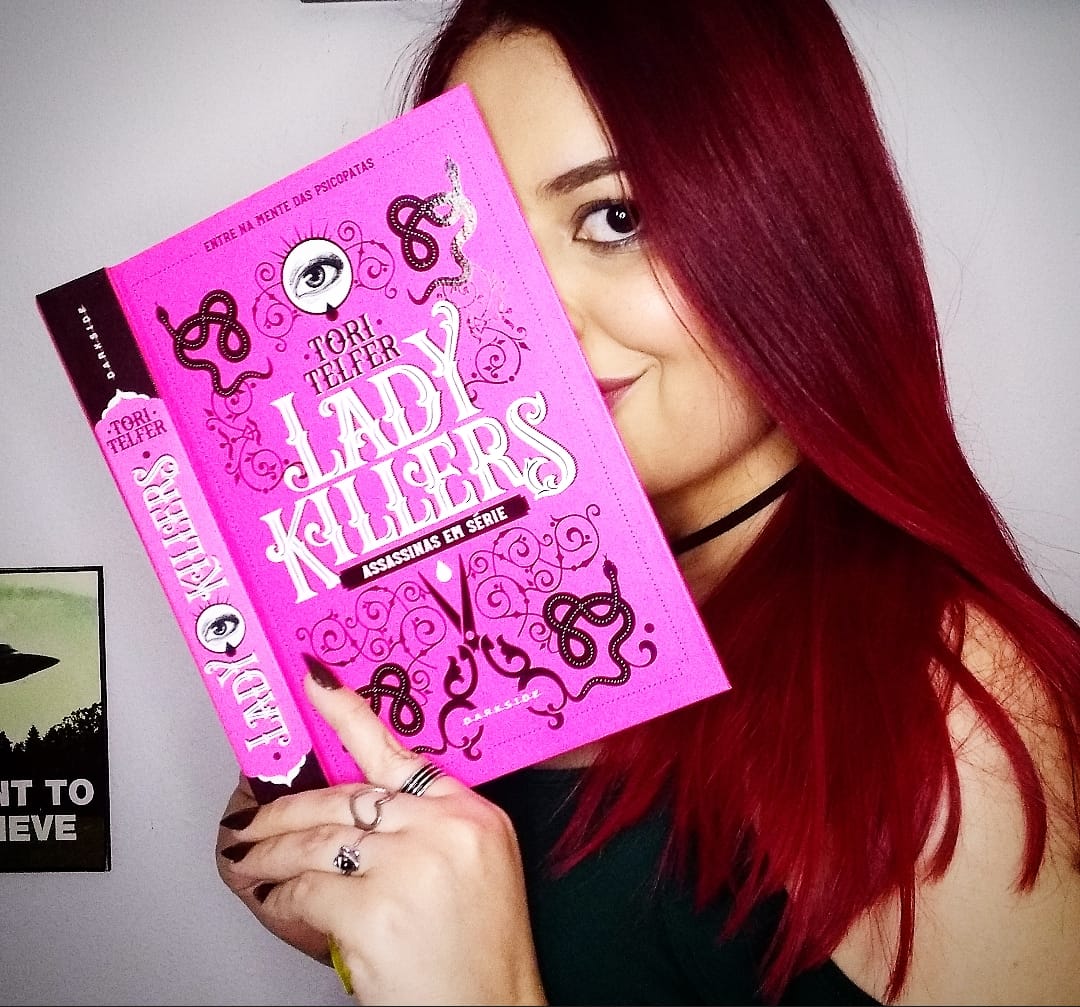 ENTRE NA MENTE DAS PSICOPATAS
TORI
TELFER
LADY
KILLERS
ASSASSINAS EM SÉRIE
DARKSIDE
DARKSIDE
TORI
TELFER
LADY KILLERS
NT TO
IEVE